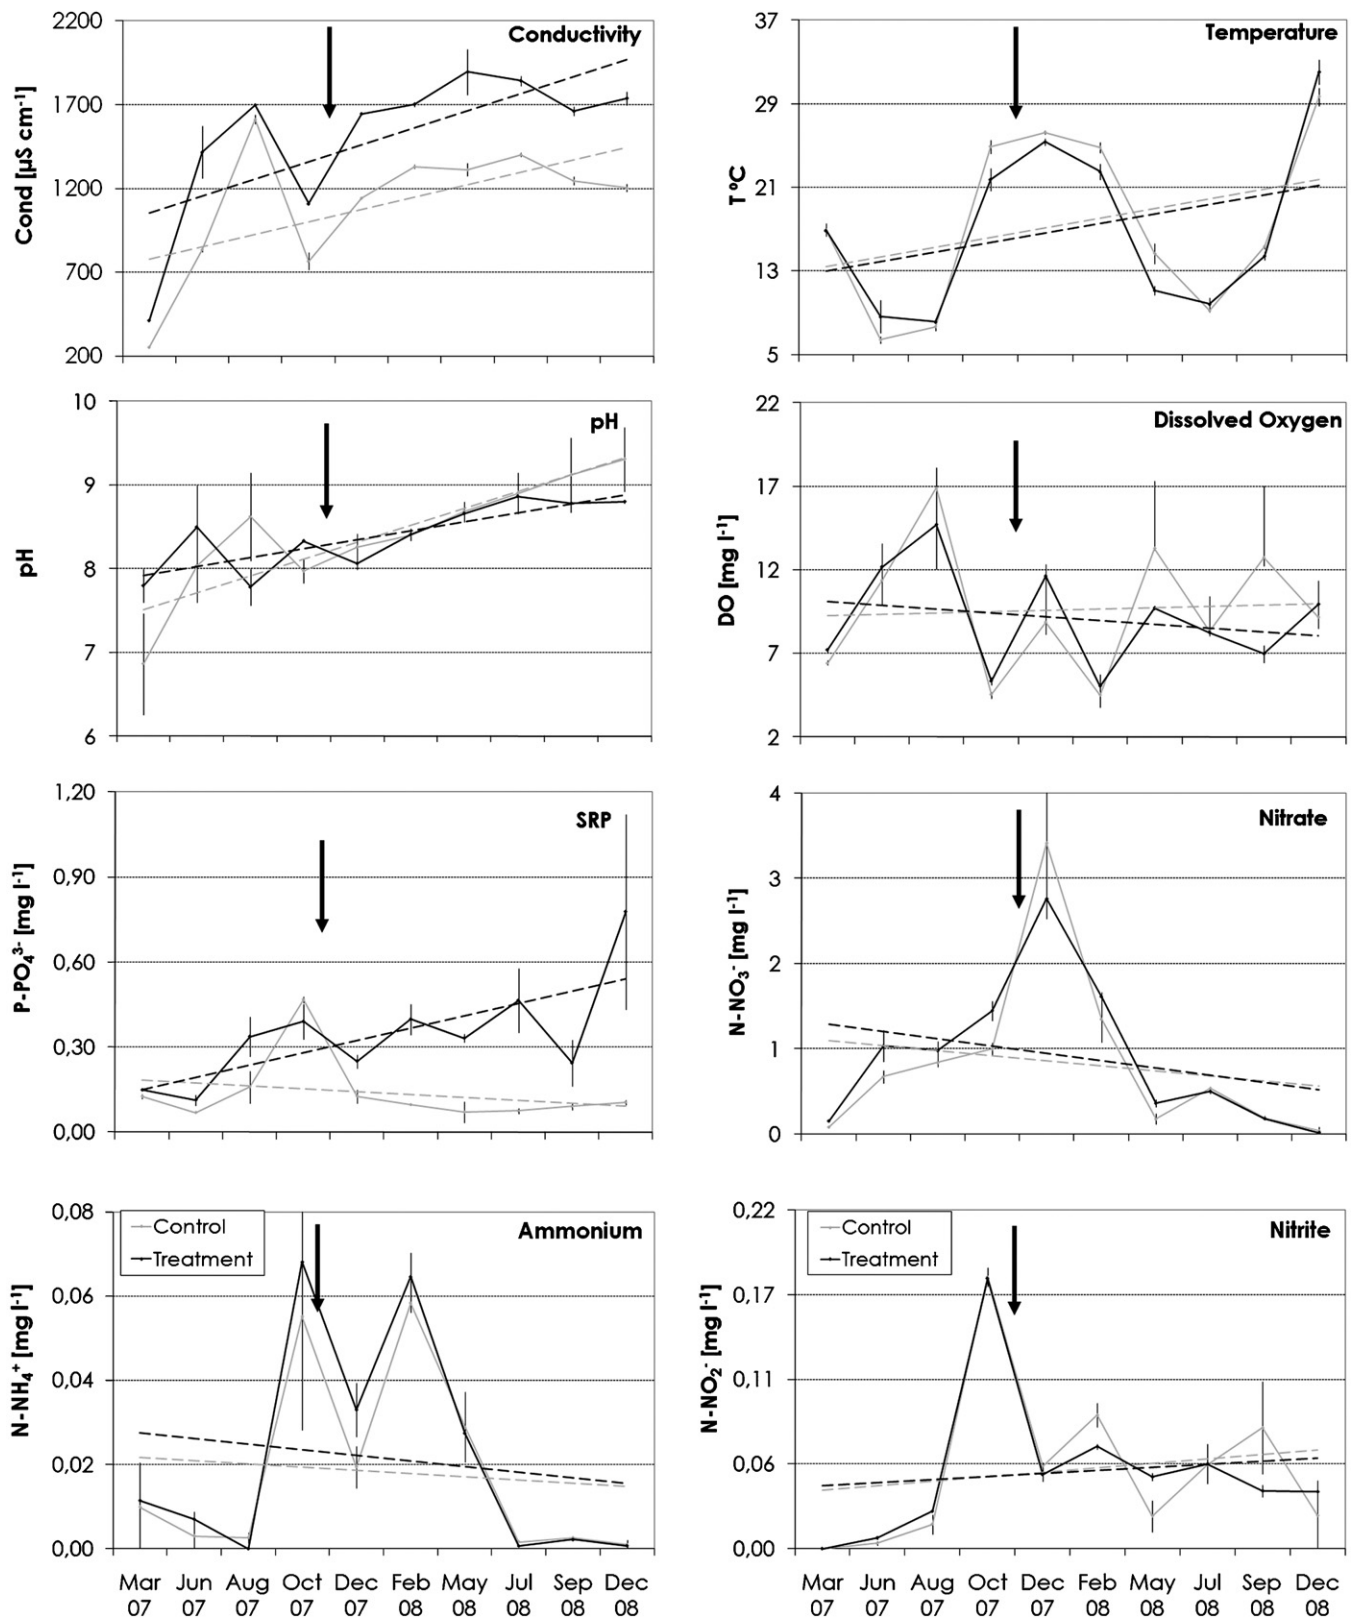 Conductivity
Cond [µS cm⁻¹]
2200
1700
1200
700
200
Temperature
T ºC
37
29
21
13
5
pH
pH
10
9
8
7
6
Dissolved Oxygen
DO [mg l⁻¹]
22
17
12
7
2
SRP
P-PO₄³⁻ [mg l⁻¹]
1,20
0,90
0,60
0,30
0,00
Nitrate
N-NO₃⁻ [mg l⁻¹]
4
3
2
1
0
Ammonium
Control
Treatment
N-NH₄⁺ [mg l⁻¹]
0,08
0,06
0,04
0,02
0,00
Mar Jun Aug Oct Dec Feb May Jul Sep Dec
07 07 07 07 07 08 08 08 08 08
Nitrite
Control
Treatment
N-NO₂⁻ [mg l⁻¹]
0,22
0,17
0,11
0,06
0,00
Mar Jun Aug Oct Dec Feb May Jul Sep Dec
07 07 07 07 07 08 08 08 08 08